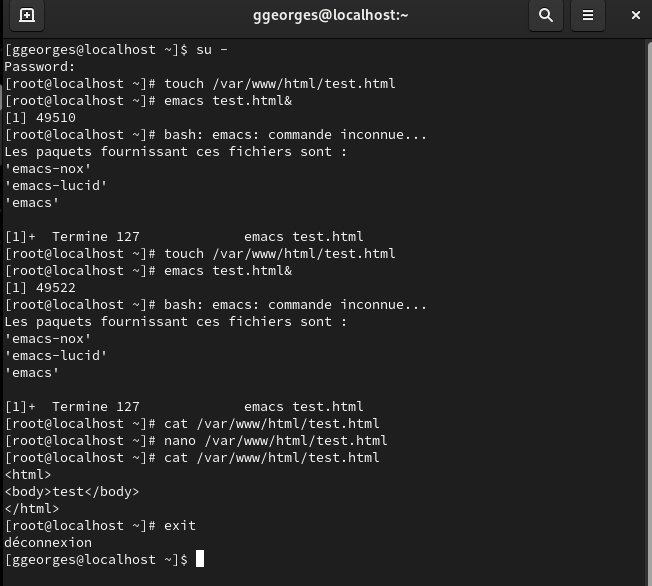 ggeorges@localhost:~
[ggeorges@localhost ~]$ su -
Password:
[root@localhost ~]# touch /var/www/html/test.html
[root@localhost ~]# emacs test.html&
[1] 49510
[root@localhost ~]# bash: emacs: commande inconnue...
Les paquets fournissant ces fichiers sont :
'emacs-nox'
'emacs-lucid'
'emacs'

[1]+  Termine 127             emacs test.html
[root@localhost ~]# touch /var/www/html/test.html
[root@localhost ~]# emacs test.html&
[1] 49522
[root@localhost ~]# bash: emacs: commande inconnue...
Les paquets fournissant ces fichiers sont :
'emacs-nox'
'emacs-lucid'
'emacs'

[1]+  Termine 127             emacs test.html
[root@localhost ~]# cat /var/www/html/test.html
[root@localhost ~]# nano /var/www/html/test.html
[root@localhost ~]# cat /var/www/html/test.html
<html>
<body>test</body>
</html>
[root@localhost ~]# exit
déconnexion
[ggeorges@localhost ~]$